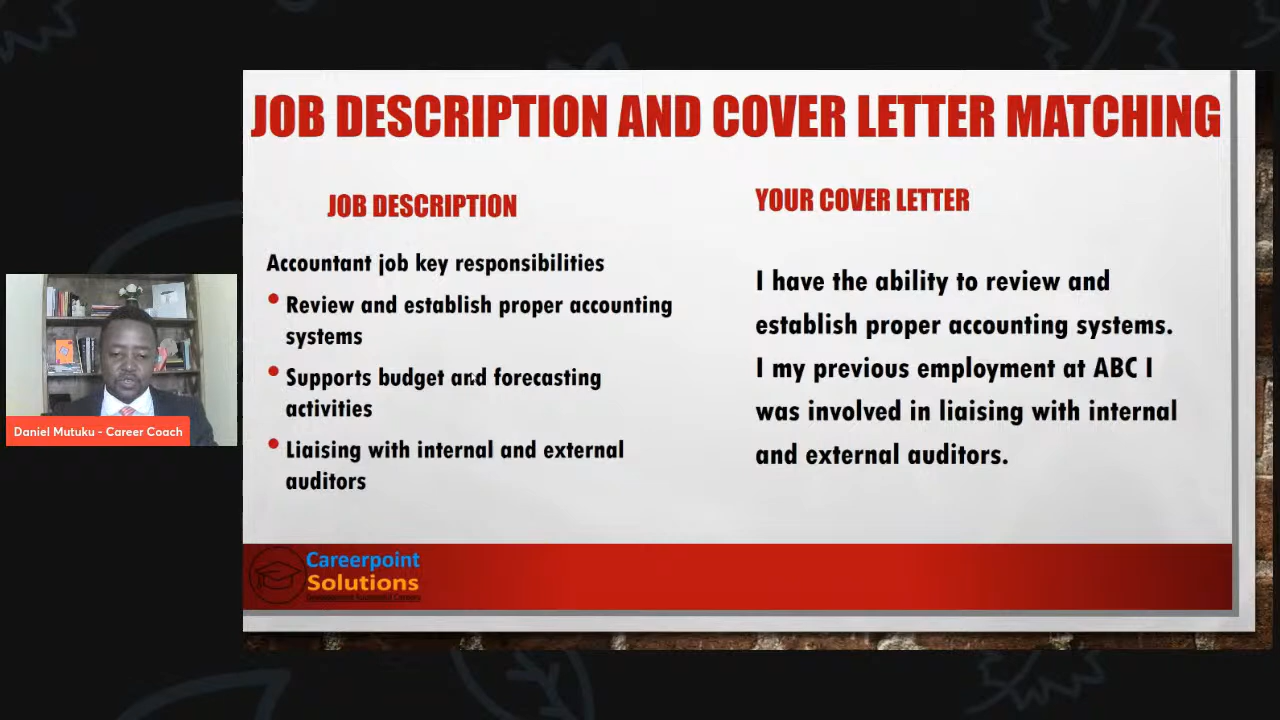 JOB DESCRIPTION AND COVER LETTER MATCHING
JOB DESCRIPTION
Accountant job key responsibilities
• Review and establish proper accounting
systems
• Supports budget and forecasting
activities
• Liaising with internal and external
auditors
YOUR COVER LETTER
I have the ability to review and
establish proper accounting systems.
I my previous employment at ABC I
was involved in liaising with internal
and external auditors.
Daniel Mutuku - Career Coach
Careerpoint
Solutions